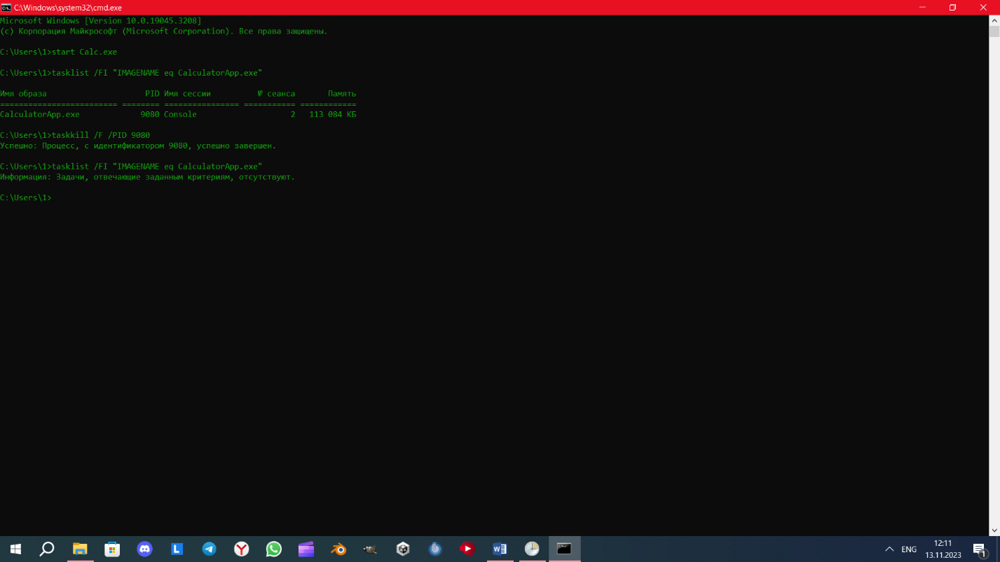 C:\Windows\system32\cmd.exe
Microsoft Windows [Version 10.0.19045.3208]
(c) Корпорация Майкрософт (Microsoft Corporation). Все права защищены.
C:\Users\1>start Calc.exe
C:\Users\1>tasklist /FI "IMAGENAME eq CalculatorApp.exe"
Имя образа                     PID Имя сессии          № сеанса       Память
========================= ======== ================ =========== ============
CalculatorApp.exe             9080 Console                    2   113 084 КБ
C:\Users\1>taskkill /F /PID 9080
Успешно: Процесс, с идентификатором 9080, успешно завершен.
C:\Users\1>tasklist /FI "IMAGENAME eq CalculatorApp.exe"
Информация: Задачи, отвечающие заданным критериям, отсутствуют.
C:\Users\1>
ENG
12:11
13.11.2023
1